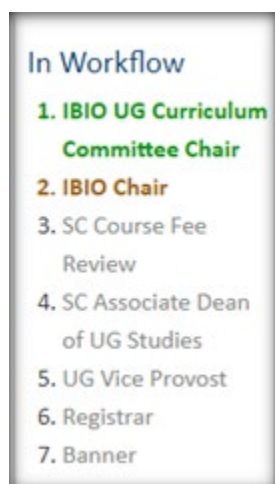 In Workflow
1. IBIO UG Curriculum
Committee Chair
2. IBIO Chair
3. SC Course Fee
Review
4. SC Associate Dean
of UG Studies
5. UG Vice Provost
6. Registrar
7. Banner